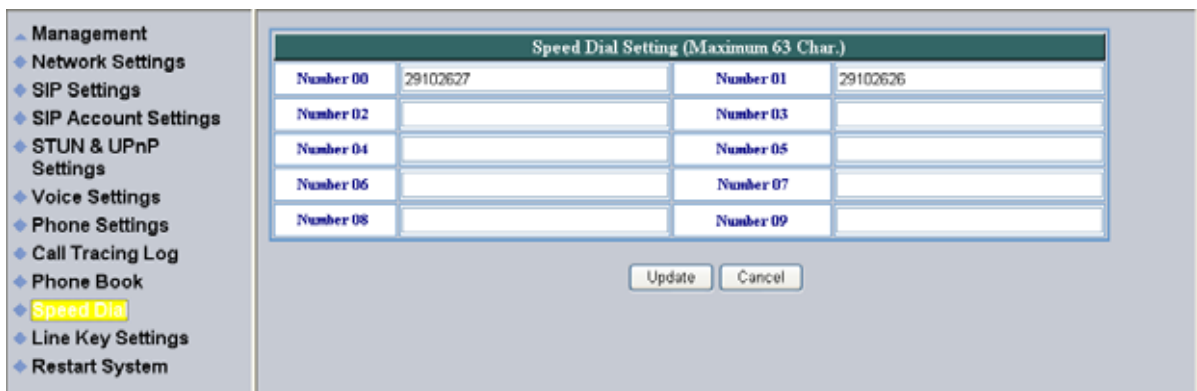 Management
Network Settings
SIP Settings
SIP Account Settings
STUN & UPnP
Settings
Voice Settings
Phone Settings
Call Tracing Log
Phone Book
Speed Dial
Line Key Settings
Restart System
Speed Dial Setting (Maximum 63 Char.)
Number 00 29102627 Number 01 29102626
Number 02 Number 03
Number 04 Number 05
Number 06 Number 07
Number 08 Number 09
Update Cancel